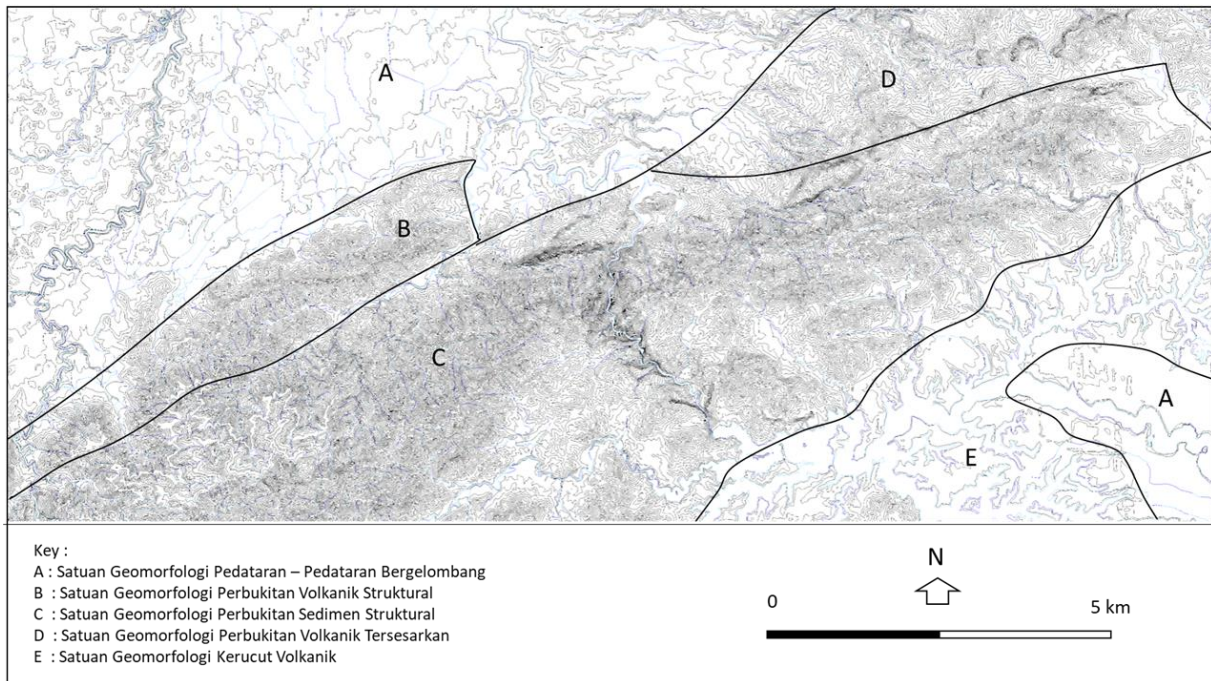 A
D
B
C
A
E
Key :
A : Satuan Geomorfologi Pedataran – Pedataran Bergelombang
B : Satuan Geomorfologi Perbukitan Volkanik Struktural
C : Satuan Geomorfologi Perbukitan Sedimen Struktural
D : Satuan Geomorfologi Perbukitan Volkanik Tersesarkan
E : Satuan Geomorfologi Kerucut Volkanik
N
0 5 km